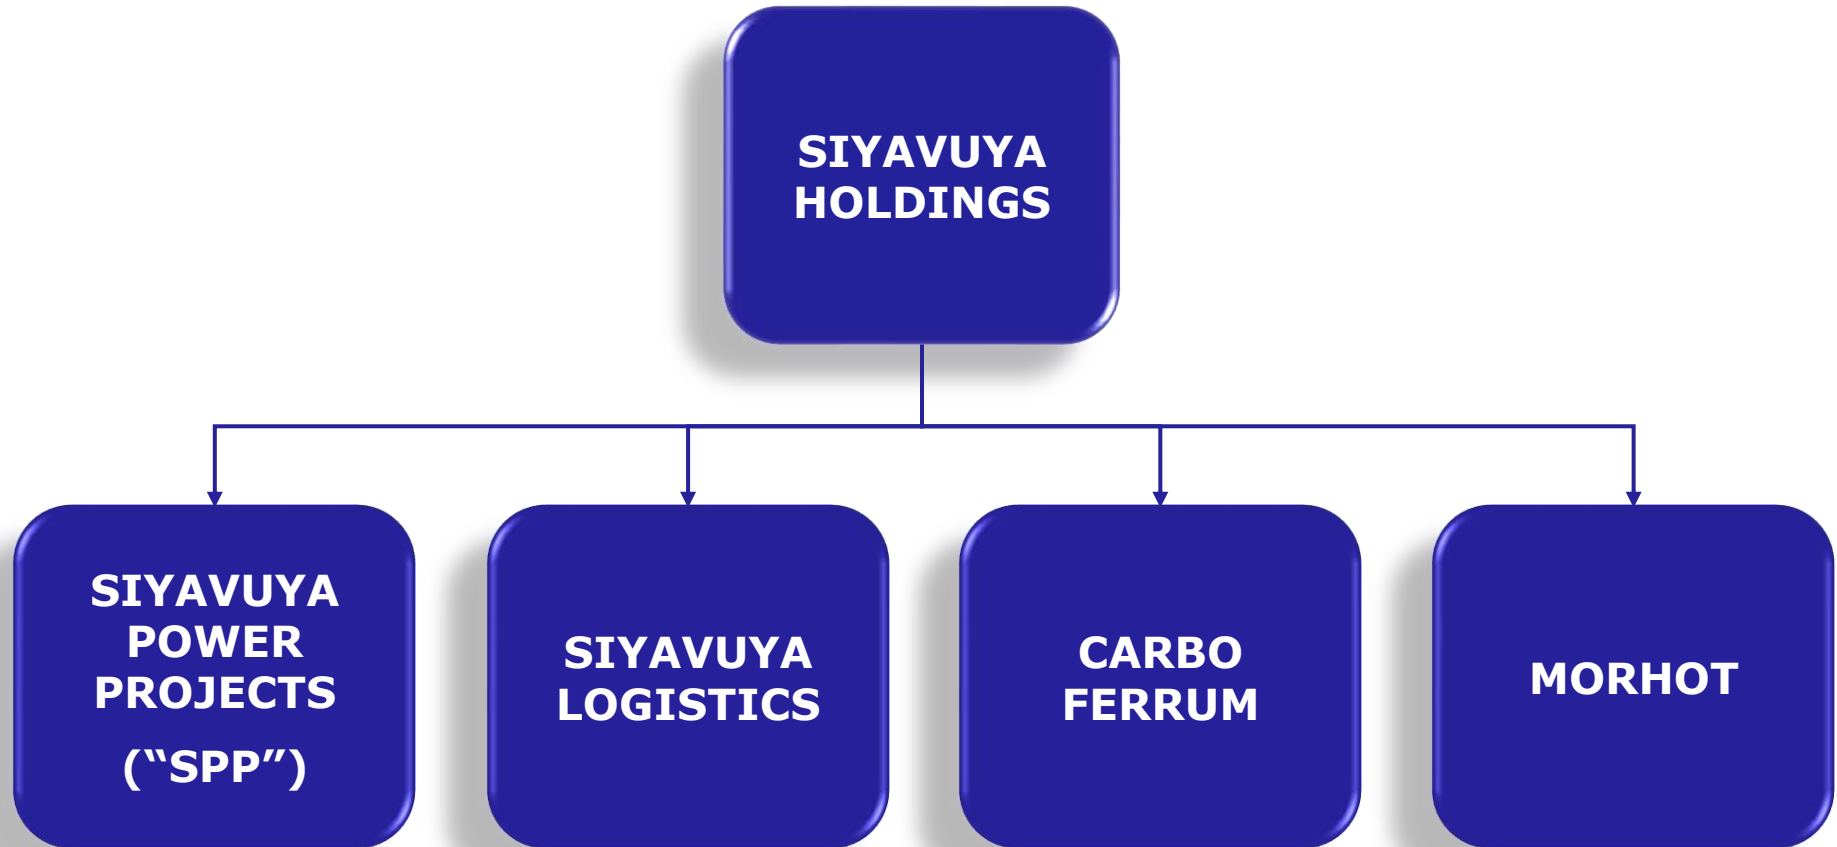 SIYAVUYA
HOLDINGS
SIYAVUYA
POWER
PROJECTS
(“SPP”)
SIYAVUYA
LOGISTICS
CARBO
FERRUM
MORHOT